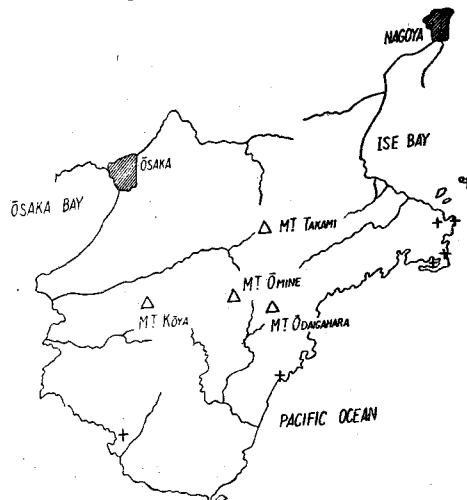 NAGOYA
ISE BAY
ŌSAKA
ŌSAKA BAY
MT TAKAMI
MT ŌMINE
MT KŌYA
MT ŌDAIGAHARA
PACIFIC OCEAN